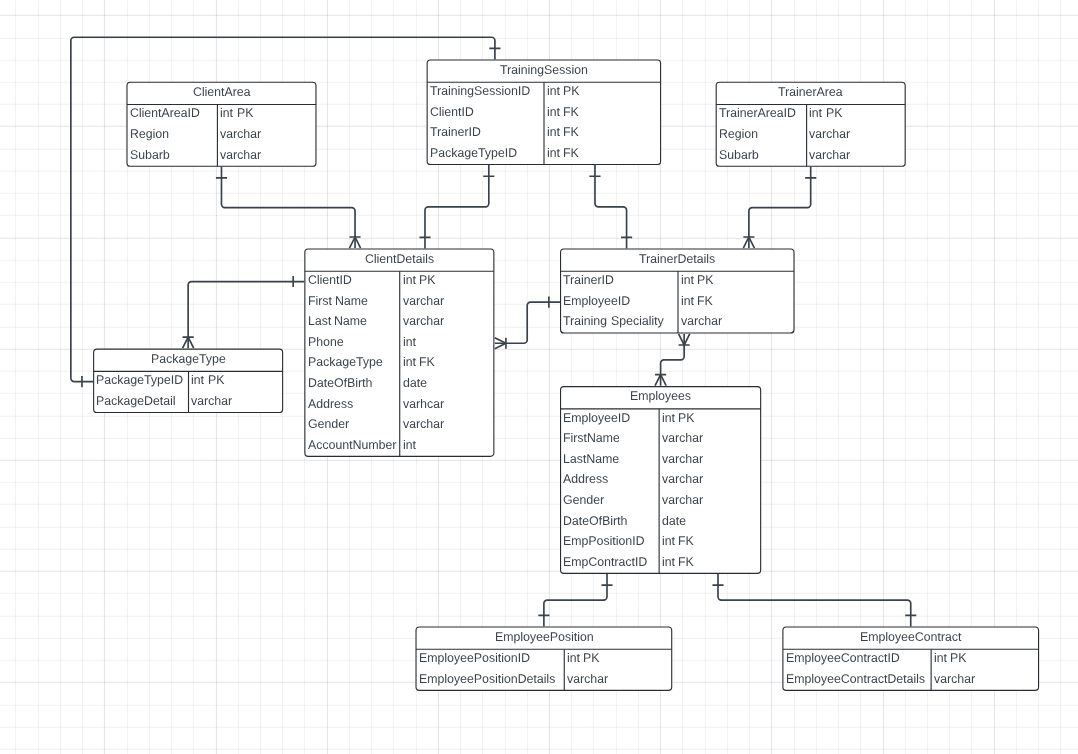 TrainingSession
TrainingSessionID int PK
ClientID int FK
TrainerID int FK
PackageTypeID int FK
ClientArea
ClientAreaID int PK
Region varchar
Subarb varchar
TrainerArea
TrainerAreaID int PK
Region varchar
Subarb varchar
ClientDetails
ClientID int PK
First Name varchar
Last Name varchar
Phone int
PackageType int FK
DateOfBirth date
Address varhcar
Gender varchar
AccountNumber int
TrainerDetails
TrainerID int PK
EmployeeID int FK
Training Speciality varchar
PackageType
PackageTypeID int PK
PackageDetail varchar
Employees
EmployeeID int PK
FirstName varchar
LastName varchar
Address varchar
Gender varchar
DateOfBirth date
EmpPositionID int FK
EmpContractID int FK
EmployeePosition
EmployeePositionID int PK
EmployeePositionDetails varchar
EmployeeContract
EmployeeContractID int PK
EmployeeContractDetails varchar